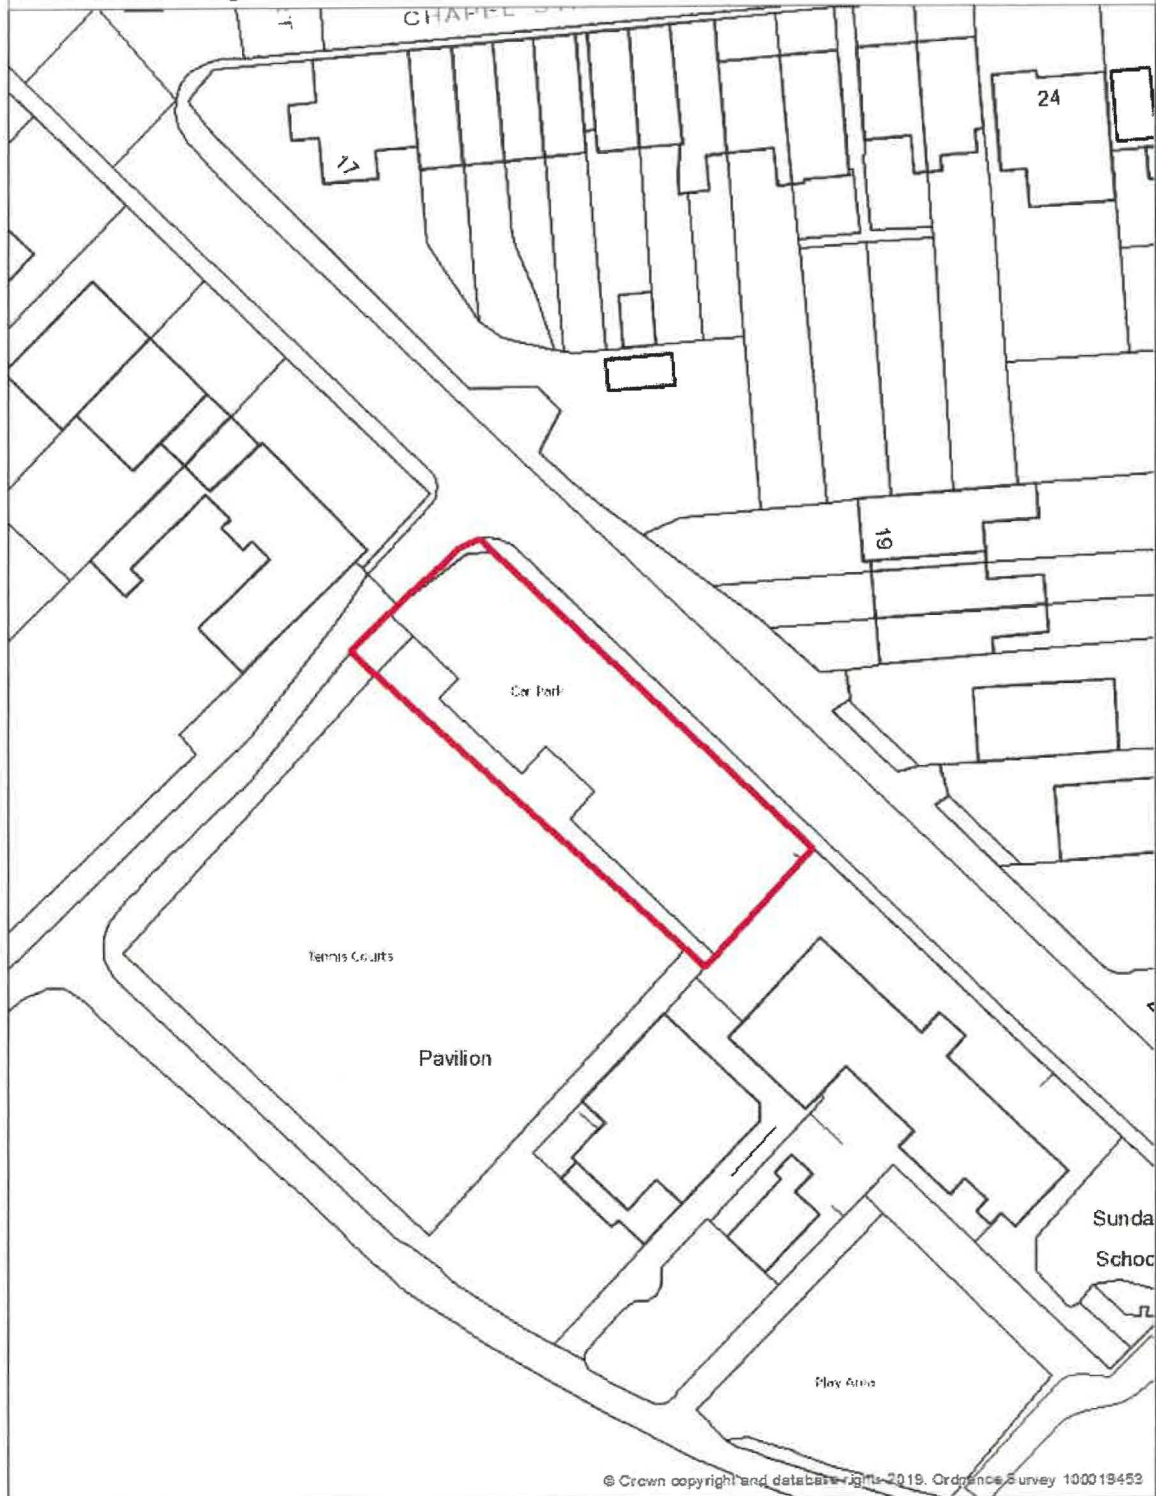 CHAPEL
17
24
19
Car Park
Tennis Courts
Pavilion
Sunda
School
Play Area
© Crown copyright and database rights 2019. Ordnance Survey 100019453